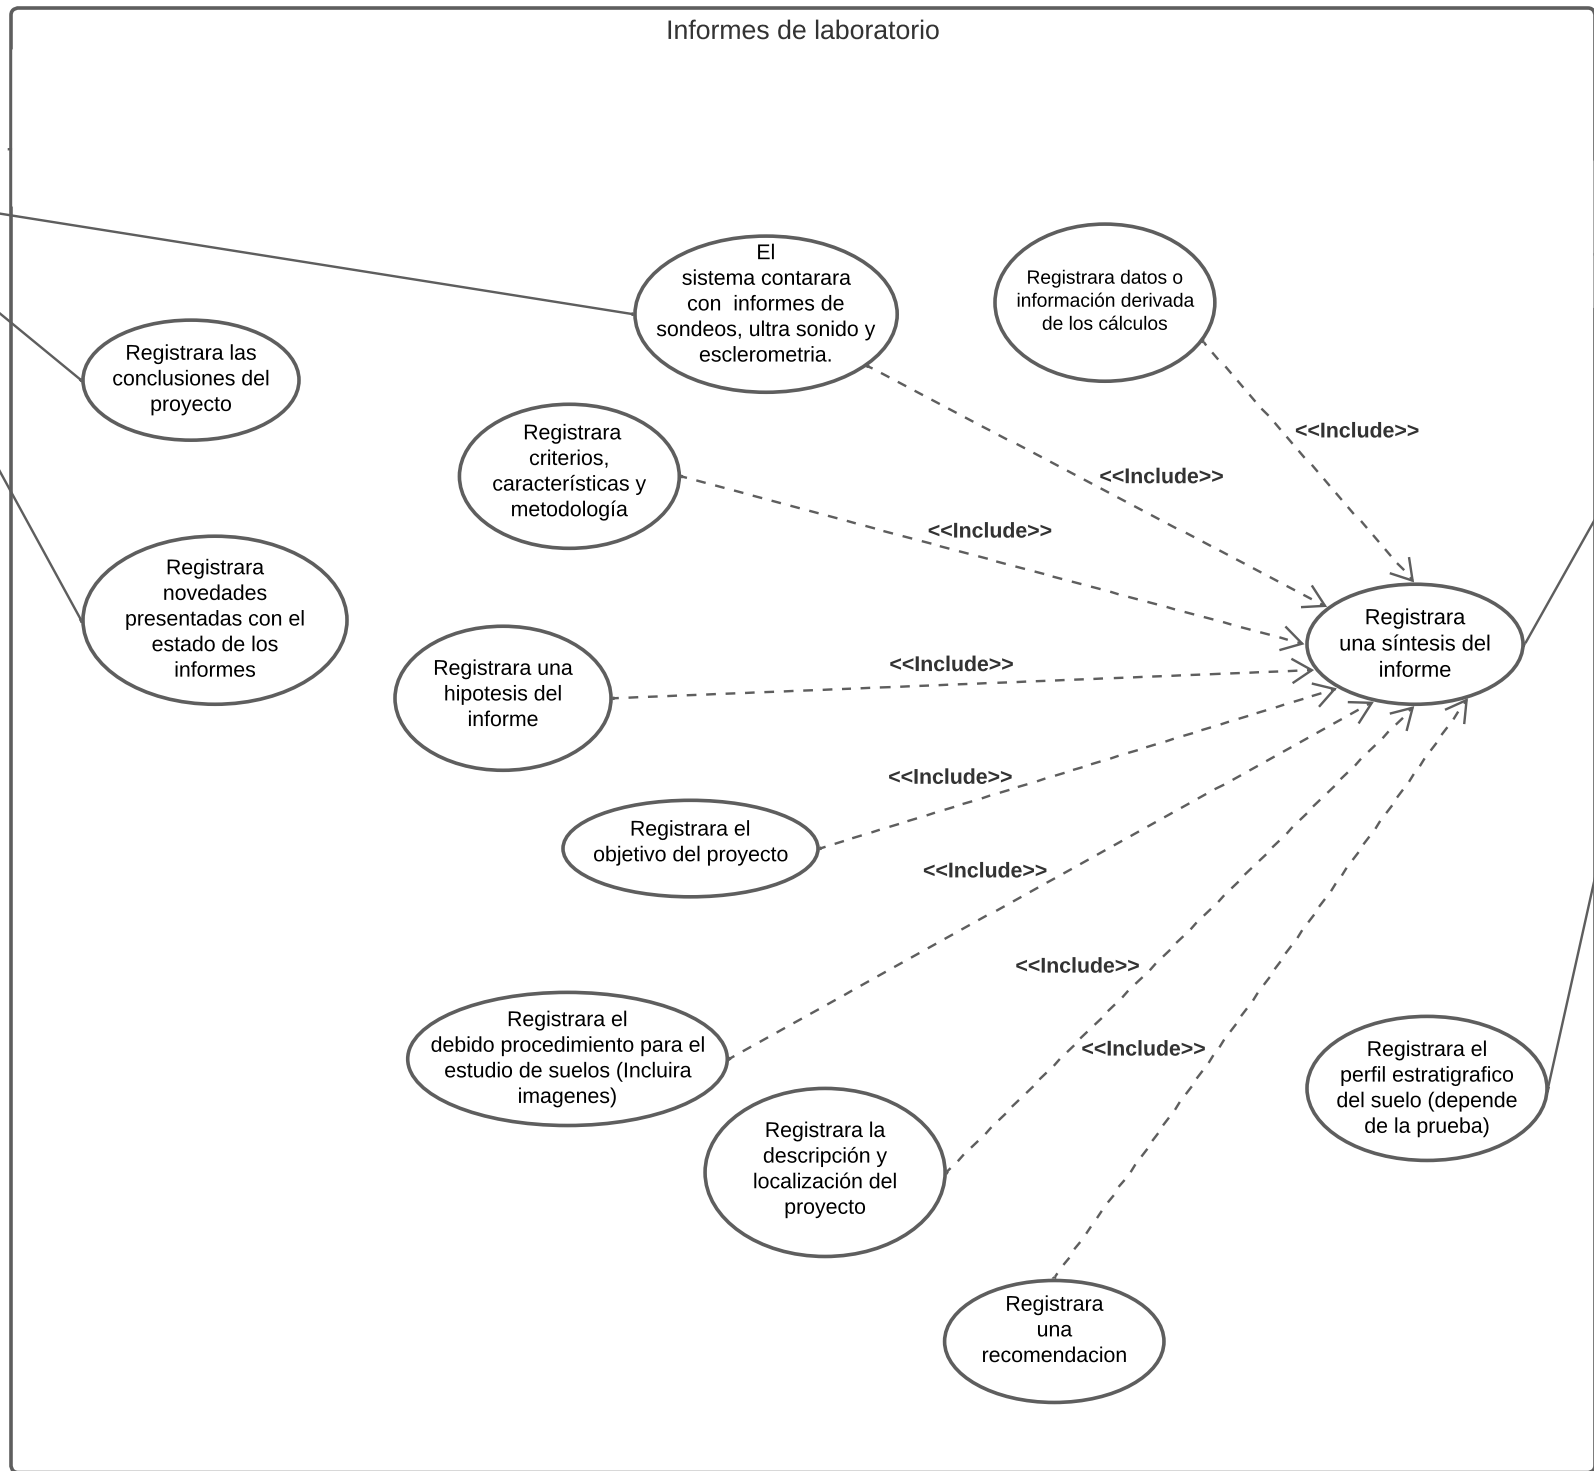 Informes de laboratorio
El
sistema contarara
con informes de
sondeos, ultra sonido y
esclerometria.
Registrara datos o
información derivada
de los cálculos
Registrara las
conclusiones del
proyecto
Registrara
criterios,
características y
metodología
<<Include>>
<<Include>>
<<Include>>
Registrara
novedades
presentadas con el
estado de los
informes
Registrara
una síntesis del
informe
Registrara una
hipotesis del
informe
<<Include>>
<<Include>>
Registrara el
objetivo del proyecto
<<Include>>
<<Include>>
Registrara el
debido procedimiento para el
estudio de suelos (Incluira
imagenes)
<<Include>>
Registrara el
perfil estratigrafico
del suelo (depende
de la prueba)
Registrara la
descripción y
localización del
proyecto
Registrara
una
recomendacion